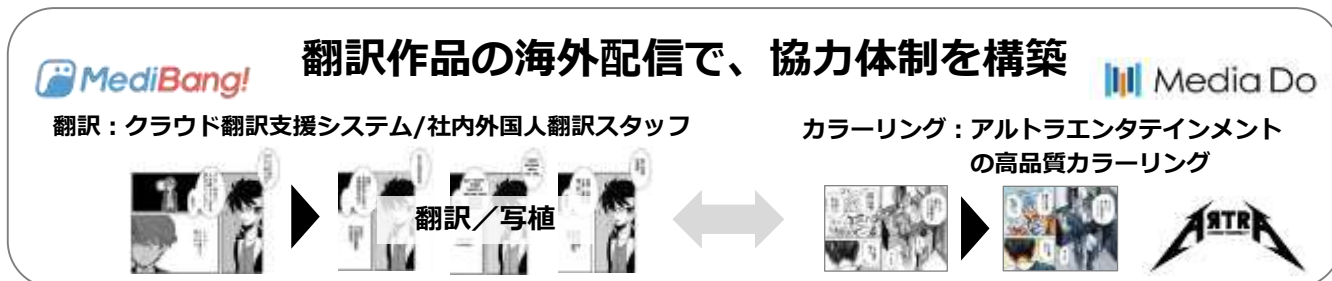 翻訳作品の海外配信で、協力体制を構築
MediBang!
Media Do
翻訳：クラウド翻訳支援システム/社内外国人翻訳スタッフ
カラーリング：アルトラエンタテインメント
の高品質カラーリング
翻訳／写植